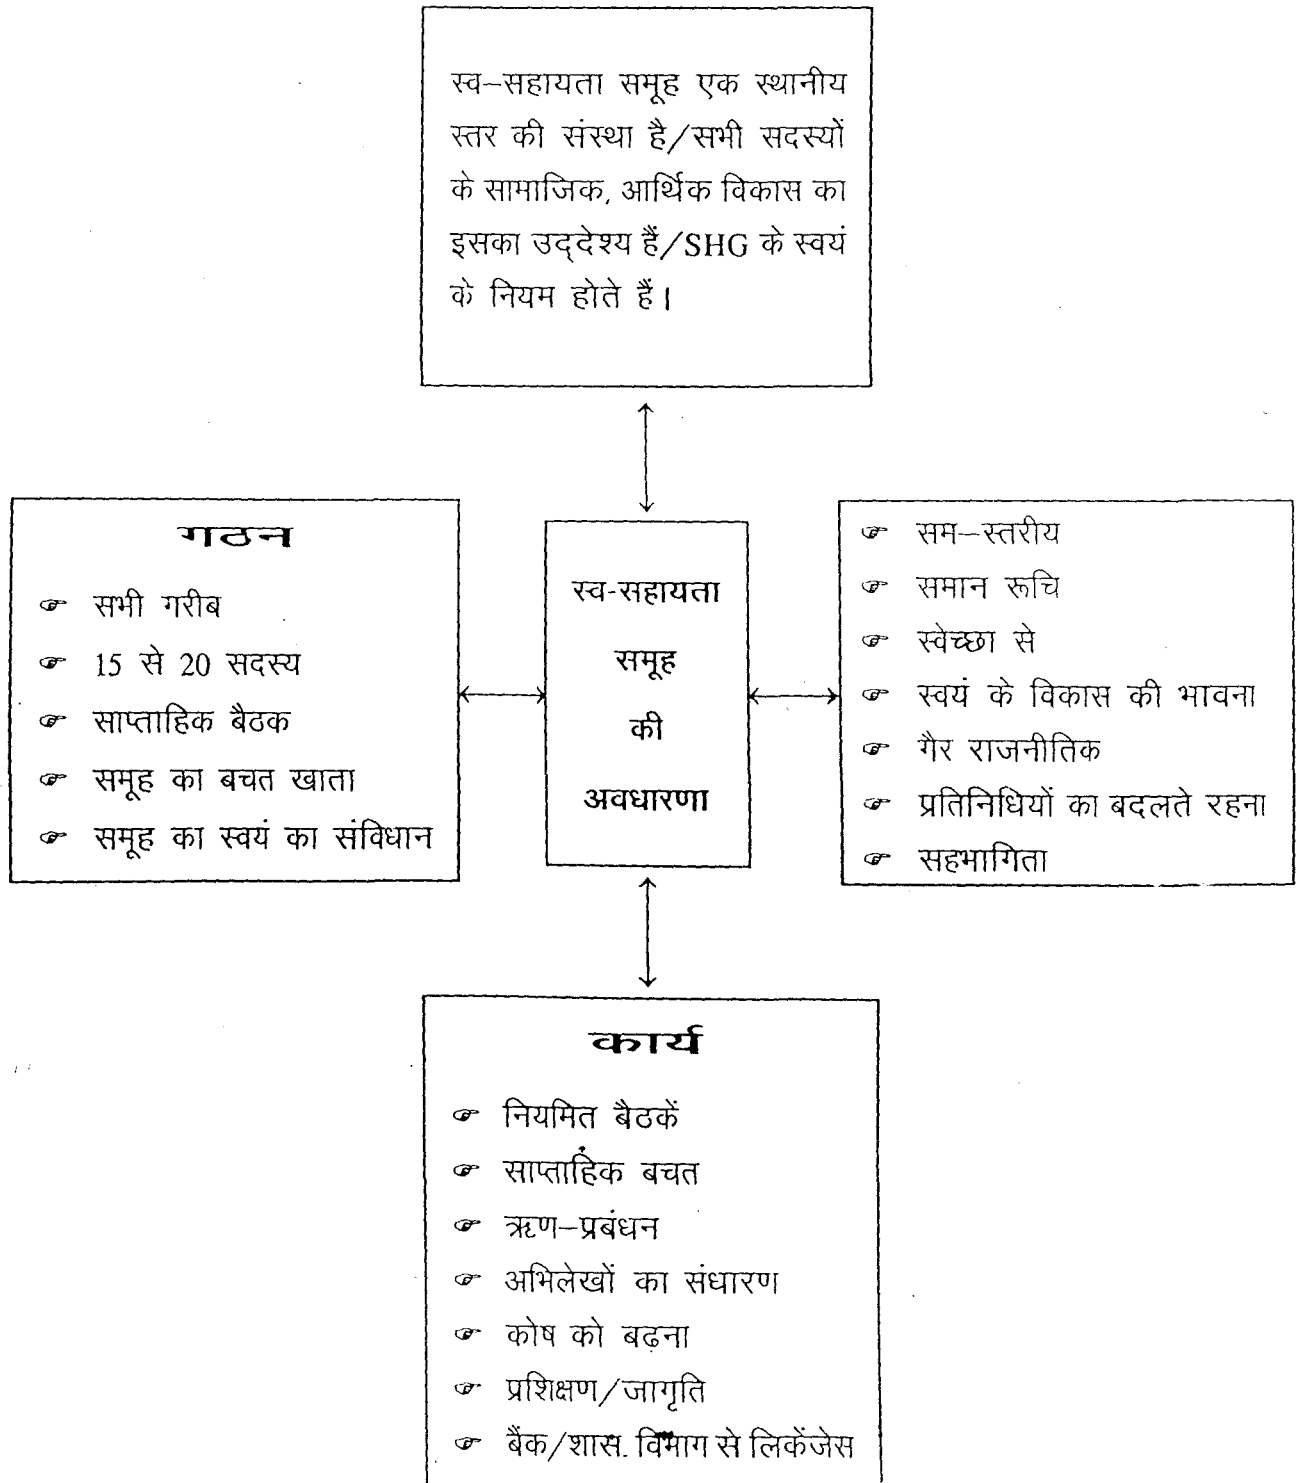 स्व–सहायता समूह एक स्थानीय
स्तर की संस्था है/सभी सदस्यों
के सामाजिक, आर्थिक विकास का
इसका उद्‌देश्य हैं/SHG के स्वयं
के नियम होते हैं।
गठन
☞ सभी गरीब
☞ 15 से 20 सदस्य
☞ साप्ताहिक बैठक
☞ समूह का बचत खाता
☞ समूह का स्वयं का संविधान
स्व-सहायता
समूह
की
अवधारणा
☞ सम–स्तरीय
☞ समान रूचि
☞ स्वेच्छा से
☞ स्वयं के विकास की भावना
☞ गैर राजनीतिक
☞ प्रतिनिधियों का बदलते रहना
☞ सहभागिता
कार्य
☞ नियमित बैठकें
☞ साप्ताहिक बचत
☞ ऋण–प्रबंधन
☞ अभिलेखों का संधारण
☞ कोष को बढ़ना
☞ प्रशिक्षण/जागृति
☞ बैंक/शास. विभाग से लिकेंजेस